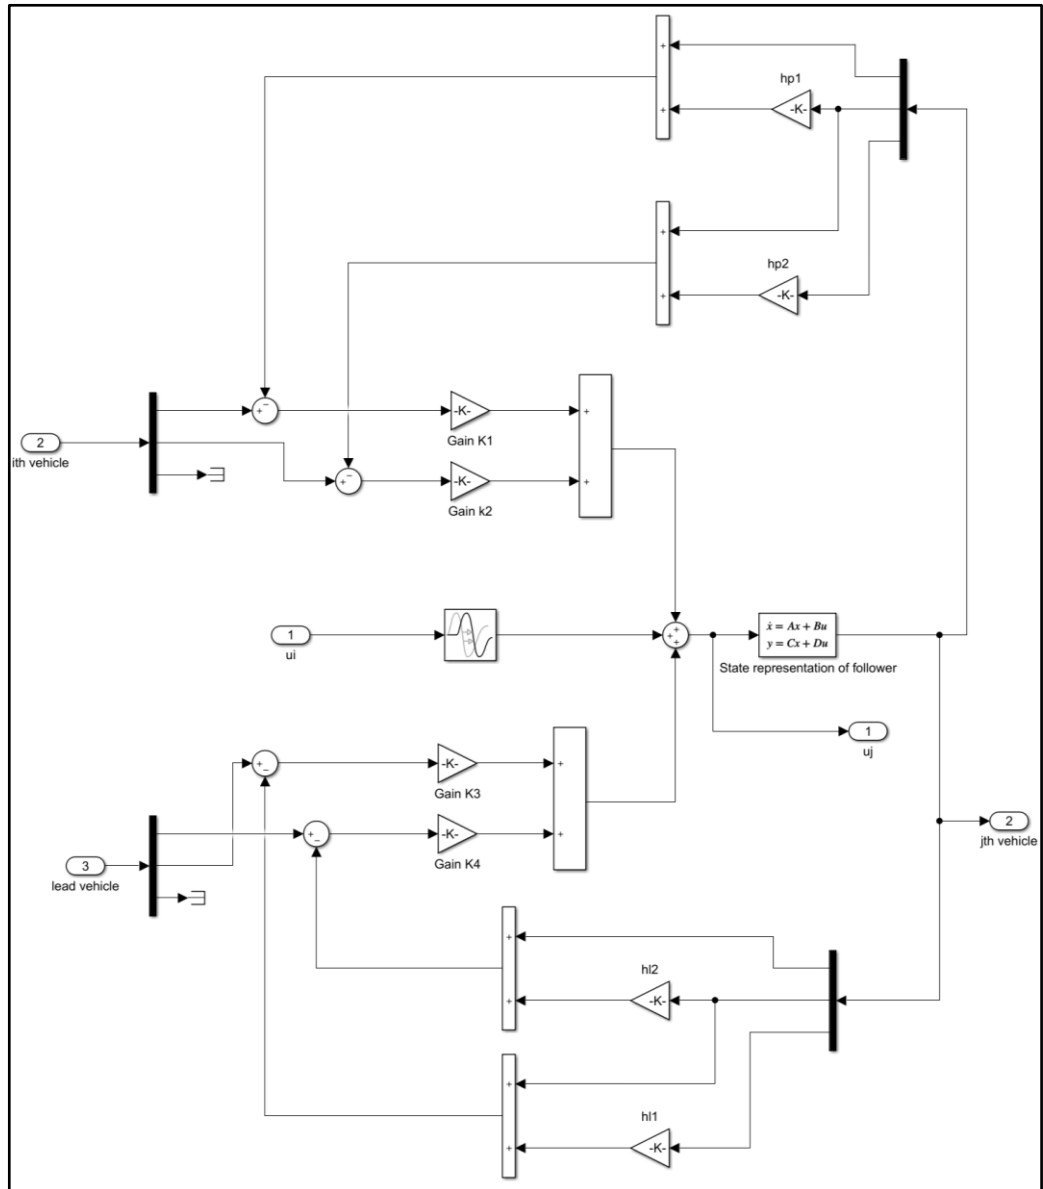 +
hp1
-K-
+
+
hp2
-K-
+
2
ith vehicle
+
−
-K-
Gain K1
+
+
−
-K-
Gain k2
+
1
ui
+
+
+
ẋ = Ax + Bu
y = Cx + Du
State representation of follower
1
uj
+
−
-K-
Gain K3
+
3
lead vehicle
+
−
-K-
Gain K4
+
2
jth vehicle
+
hl2
-K-
+
+
hl1
-K-
+